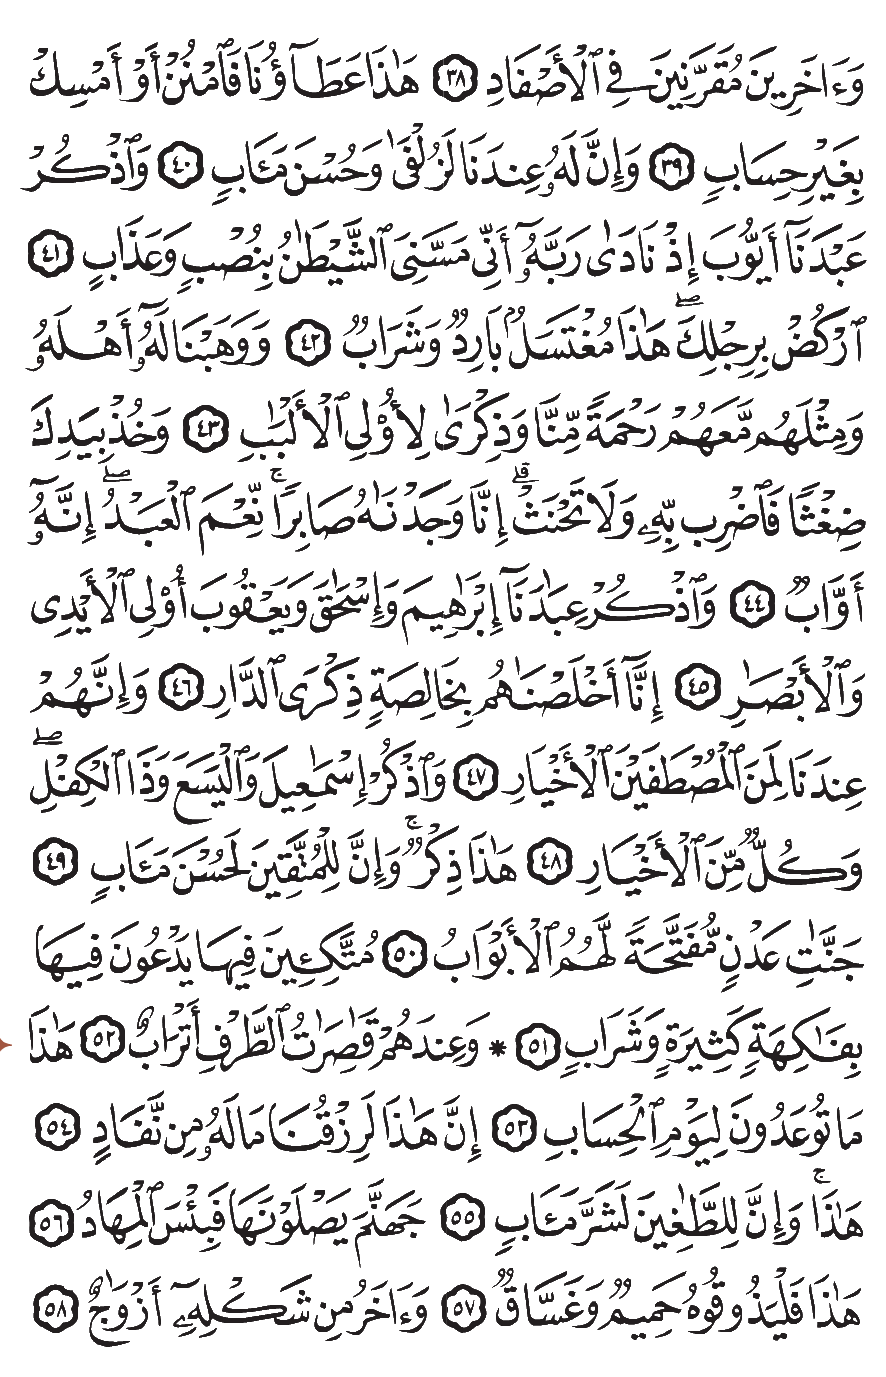 وَءَاخَرِينَ مُقَرَّنِينَ فِي ٱلۡأَصۡفَادِ ٣٨ هَٰذَا عَطَآؤُنَا فَٱمۡنُنۡ أَوۡ أَمۡسِكۡ
بِغَيۡرِ حِسَابٖ ٣٩ وَإِنَّ لَهُۥ عِندَنَا لَزُلۡفَىٰ وَحُسۡنَ مَـَٔابٖ ٤٠ وَٱذۡكُرۡ
عَبۡدَنَآ أَيُّوبَ إِذۡ نَادَىٰ رَبَّهُۥٓ أَنِّي مَسَّنِيَ ٱلشَّيۡطَٰنُ بِنُصۡبٖ وَعَذَابٍ ٤١
ٱرۡكُضۡ بِرِجۡلِكَۖ هَٰذَا مُغۡتَسَلُۢ بَارِدٞ وَشَرَابٞ ٤٢ وَوَهَبۡنَا لَهُۥٓ أَهۡلَهُۥ
وَمِثۡلَهُم مَّعَهُمۡ رَحۡمَةٗ مِّنَّا وَذِكۡرَىٰ لِأُوْلِي ٱلۡأَلۡبَٰبِ ٤٣ وَخُذۡ بِيَدِكَ
ضِغۡثٗا فَٱضۡرِب بِّهِۦ وَلَا تَحۡنَثۡۗ إِنَّا وَجَدۡنَٰهُ صَابِرٗاۚ نِّعۡمَ ٱلۡعَبۡدُۖ إِنَّهُۥٓ
أَوَّابٞ ٤٤ وَٱذۡكُرۡ عِبَٰدَنَآ إِبۡرَٰهِيمَ وَإِسۡحَٰقَ وَيَعۡقُوبَ أُوْلِي ٱلۡأَيۡدِي
وَٱلۡأَبۡصَٰرِ ٤٥ إِنَّآ أَخۡلَصۡنَٰهُم بِخَالِصَةٖ ذِكۡرَى ٱلدَّارِ ٤٦ وَإِنَّهُمۡ
عِندَنَا لَمِنَ ٱلۡمُصۡطَفَيۡنَ ٱلۡأَخۡيَارِ ٤٧ وَٱذۡكُرۡ إِسۡمَٰعِيلَ وَٱلۡيَسَعَ وَذَا ٱلۡكِفۡلِۖ
وَكُلّٞ مِّنَ ٱلۡأَخۡيَارِ ٤٨ هَٰذَا ذِكۡرٞۚ وَإِنَّ لِلۡمُتَّقِينَ لَحُسۡنَ مَـَٔابٖ ٤٩
جَنَّٰتِ عَدۡنٖ مُّفَتَّحَةٗ لَّهُمُ ٱلۡأَبۡوَٰبُ ٥٠ مُتَّكِـِٔينَ فِيهَا يَدۡعُونَ فِيهَا
بِفَٰكِهَةٖ كَثِيرَةٖ وَشَرَابٖ ٥١ * وَعِندَهُمۡ قَٰصِرَٰتُ ٱلطَّرۡفِ أَتۡرَابٌ ٥٢ هَٰذَا
مَا تُوعَدُونَ لِيَوۡمِ ٱلۡحِسَابِ ٥٣ إِنَّ هَٰذَا لَرِزۡقُنَا مَا لَهُۥ مِن نَّفَادٍ ٥٤
هَٰذَاۚ وَإِنَّ لِلطَّٰغِينَ لَشَرَّ مَـَٔابٖ ٥٥ جَهَنَّمَ يَصۡلَوۡنَهَا فَبِئۡسَ ٱلۡمِهَادُ ٥٦
هَٰذَا فَلۡيَذُوقُوهُ حَمِيمٞ وَغَسَّاقٞ ٥٧ وَءَاخَرُ مِن شَكۡلِهِۦٓ أَزۡوَٰجٌ ٥٨